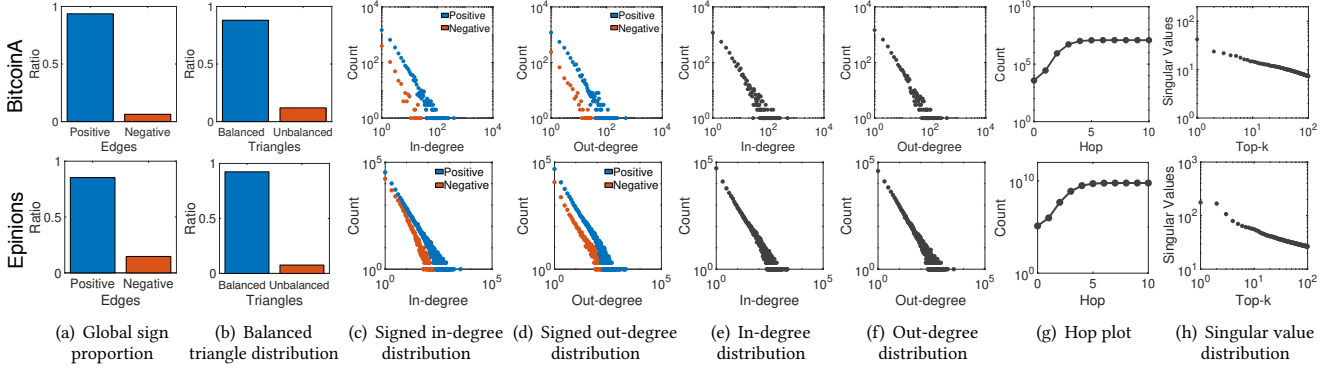 BitcoinA
1
0.5
0
Ratio
Positive Negative
Edges
1
0.5
0
Ratio
Balanced Unbalanced
Triangles
10^4
10^2
10^0
Count
Positive
Negative
10^0 10^2 10^4
In-degree
10^4
10^2
10^0
Count
Positive
Negative
10^0 10^2 10^4
Out-degree
10^4
10^2
10^0
Count
10^0 10^2 10^4
In-degree
10^4
10^2
10^0
Count
10^0 10^2 10^4
Out-degree
10^10
10^5
10^0
Count
0 5 10
Hop
10^2
10^1
10^0
Singular Values
10^0 10^1 10^2
Top-k
Epinions
1
0.5
0
Ratio
Positive Negative
Edges
1
0.5
0
Ratio
Balanced Unbalanced
Triangles
10^5
10^0
Count
Positive
Negative
10^0 10^5
In-degree
10^5
10^0
Count
Positive
Negative
10^0 10^5
Out-degree
10^5
10^0
Count
10^0 10^5
In-degree
10^5
10^0
Count
10^0 10^5
Out-degree
10^10
10^0
Count
0 5 10
Hop
10^3
10^2
10^1
Singular Values
10^0 10^1 10^2
Top-k
(a) Global sign
proportion
(b) Balanced
triangle distribution
(c) Signed in-degree
distribution
(d) Signed out-degree
distribution
(e) In-degree
distribution
(f) Out-degree
distribution
(g) Hop plot
(h) Singular value
distribution